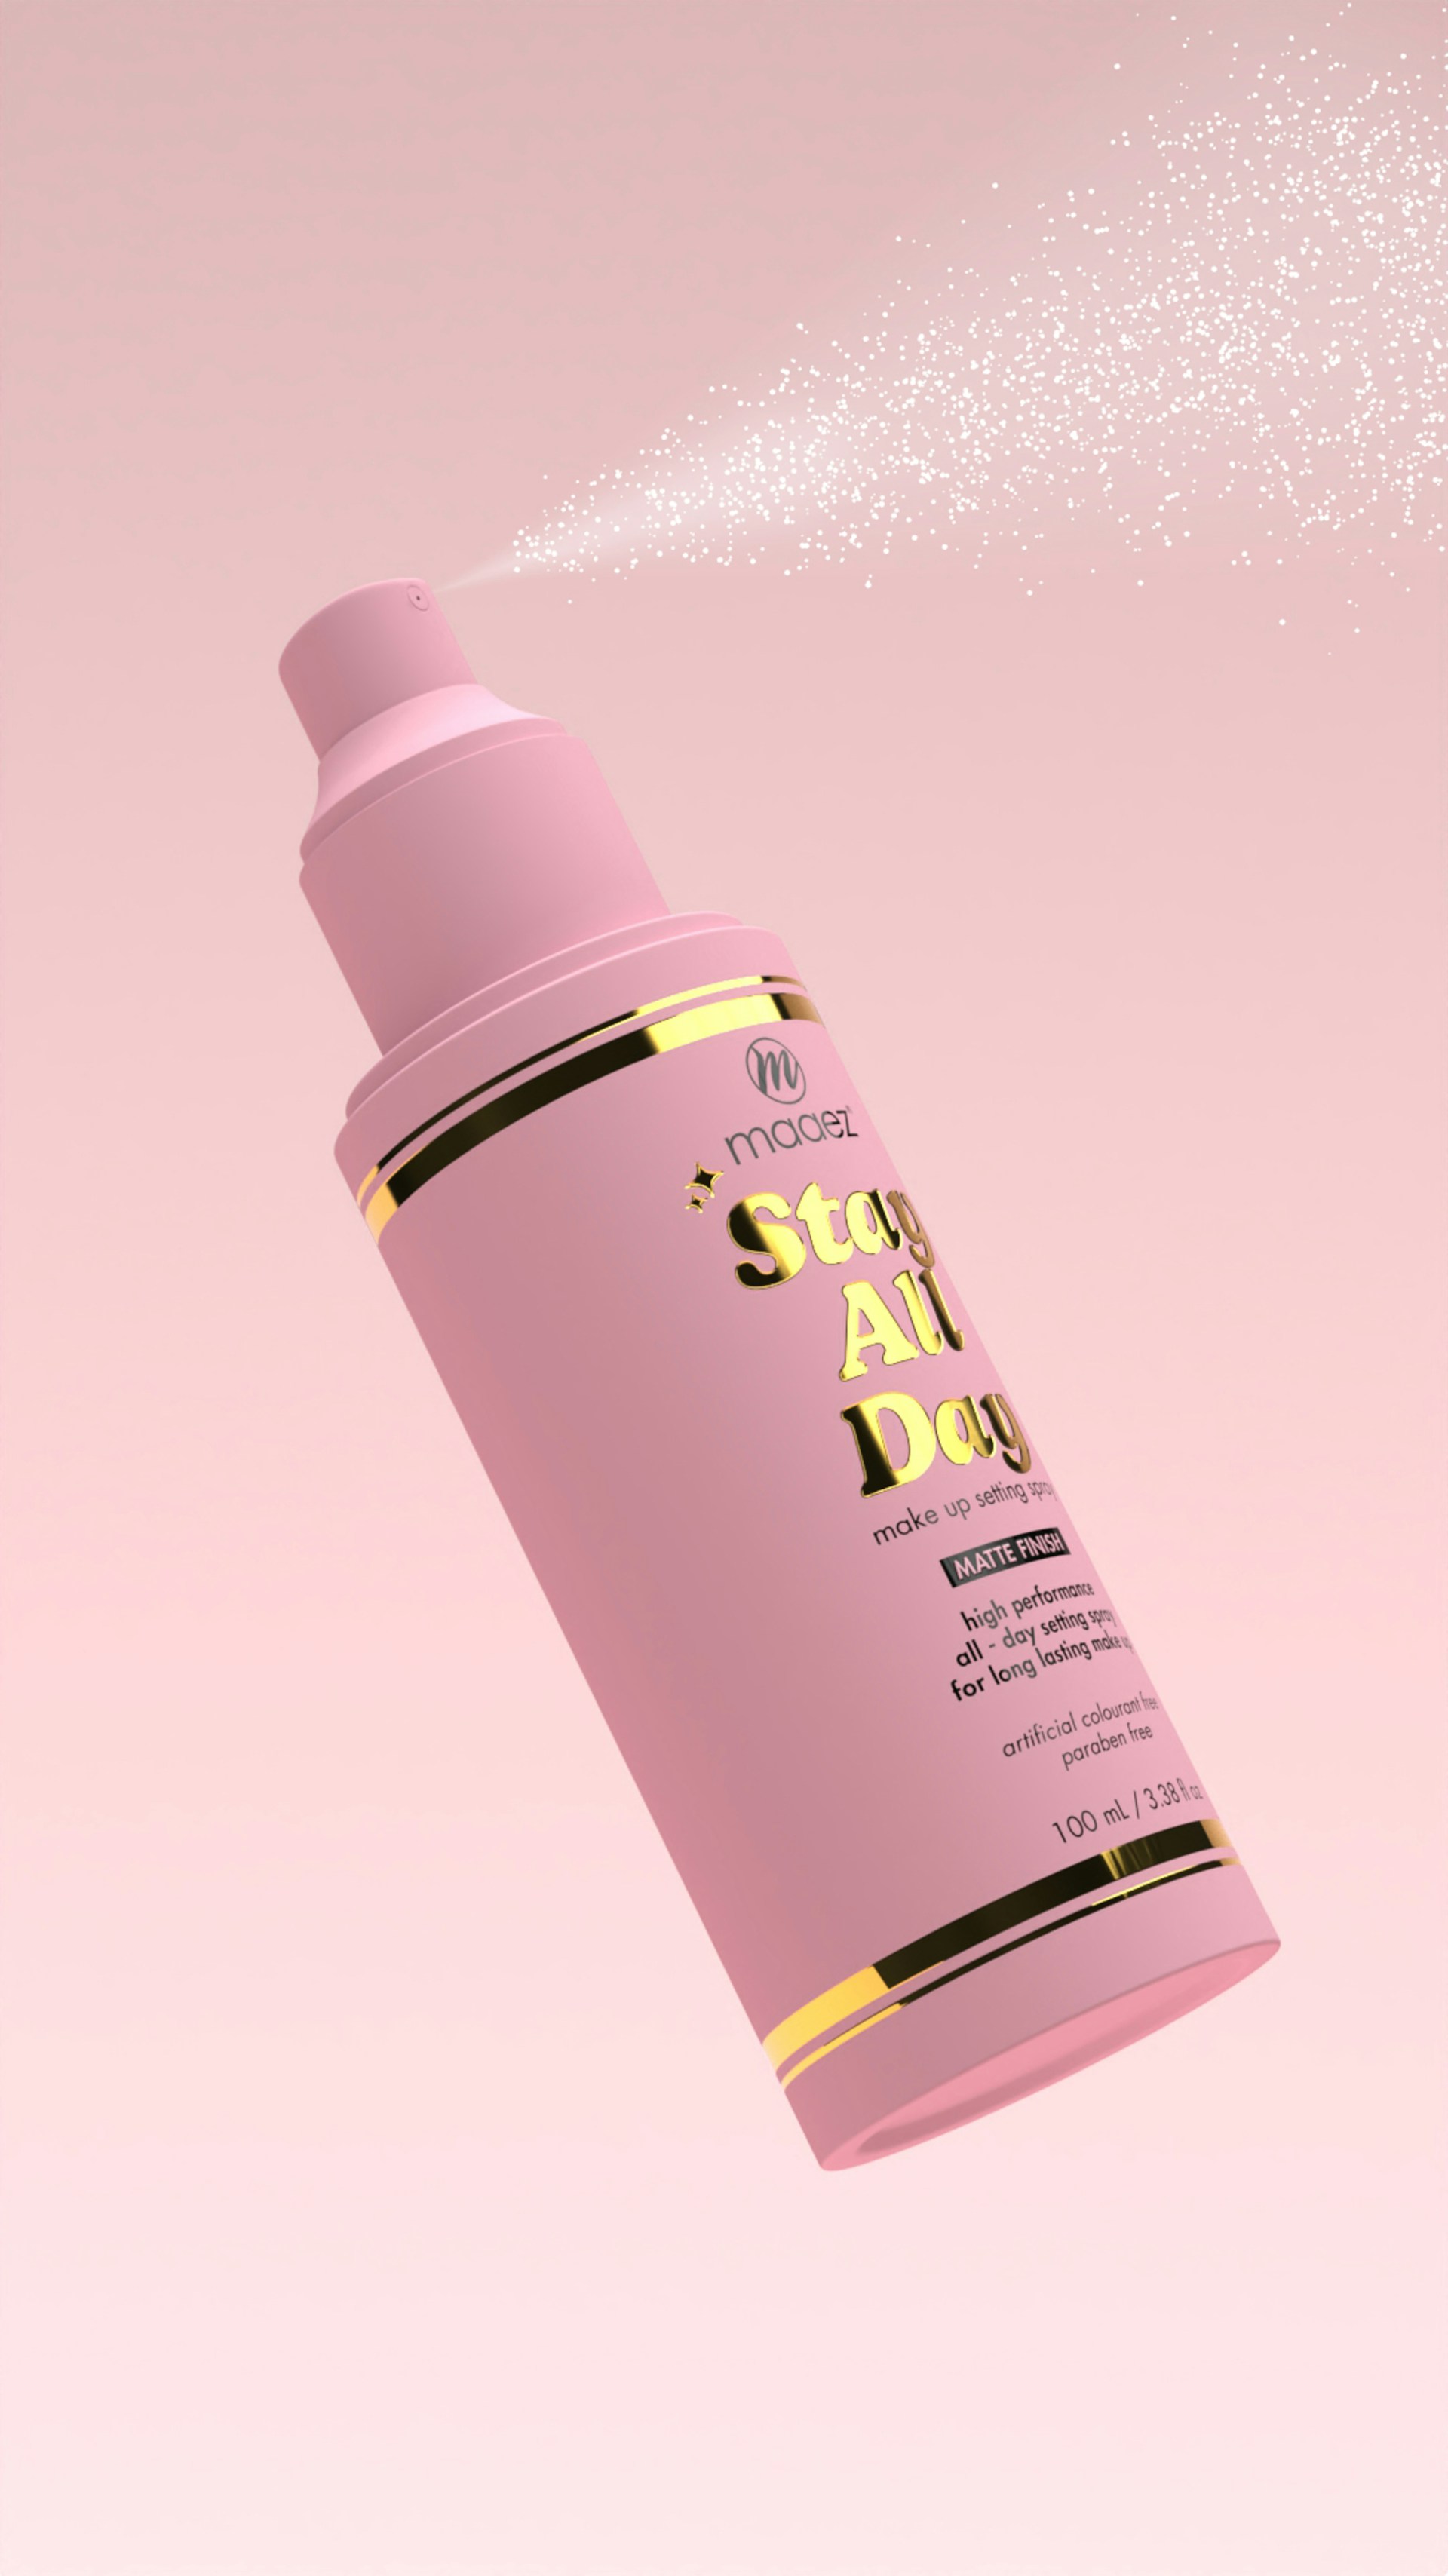 m
maaez
Stay
All
Day
make up setting spray
MATTE FINISH
high performance
all - day setting spray
for long lasting make up
artificial colourant free
paraben free
100 mL / 3.38 fl oz